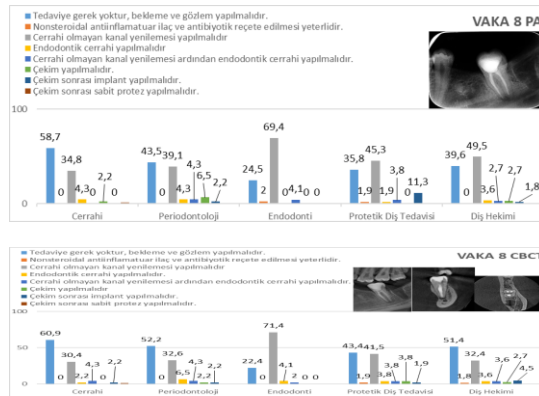 Tedaviye gerek yoktur, bekleme ve gözlem yapılmalıdır.
Nonsteroidal antiinflamatuar ilaç ve antibiyotik reçete edilmesi yeterlidir.
Cerrahi olmayan kanal yenilemesi yapılmalıdır
Endodontik cerrahi yapılmalıdır
Cerrahi olmayan kanal yenilemesi ardından endodontik cerrahi yapılmalıdır.
Çekim yapılmalıdır.
Çekim sonrası implant yapılmalıdır.
Çekim sonrası sabit protez yapılmalıdır.
VAKA 8 PA
100
0
58,7 0 34,8 4,3 0 2,2 0
43,5 0 39,1 4,3 4,3 6,5 2,2
24,5 2 69,4 0 4,1 0 0
35,8 1,9 45,3 1,9 3,8 0 11,3
39,6 0 49,5 3,6 2,7 2,7 1,8
Cerrahi Periodontoloji Endodonti Protetik Diş Tedavisi Diş Hekimi
Tedaviye gerek yoktur, bekleme ve gözlem yapılmalıdır.
Nonsteroidal antiinflamatuar ilaç ve antibiyotik reçete edilmesi yeterlidir.
Cerrahi olmayan kanal yenilemesi yapılmalıdır.
Endodontik cerrahi yapılmalıdır.
Cerrahi olmayan kanal yenilemesi ardından endodontik cerrahi yapılmalıdır.
Çekim yapılmalıdır
Çekim sonrası implant yapılmalıdır.
Çekim sonrası sabit protez yapılmalıdır.
VAKA 8 CBCT
100
50
0
60,9 0 30,4 2,2 4,3 0 2,2
52,2 0 32,6 6,5 4,3 2,2 2,2
22,4 0 71,4 4,1 2 0 0
43,4 1,9 41,5 3,8 3,8 3,8 1,9
51,4 1,8 32,4 3,6 3,6 2,7 4,5
Cerrahi Periodontoloji Endodonti Protetik Diş Tedavisi Diş Hekimi